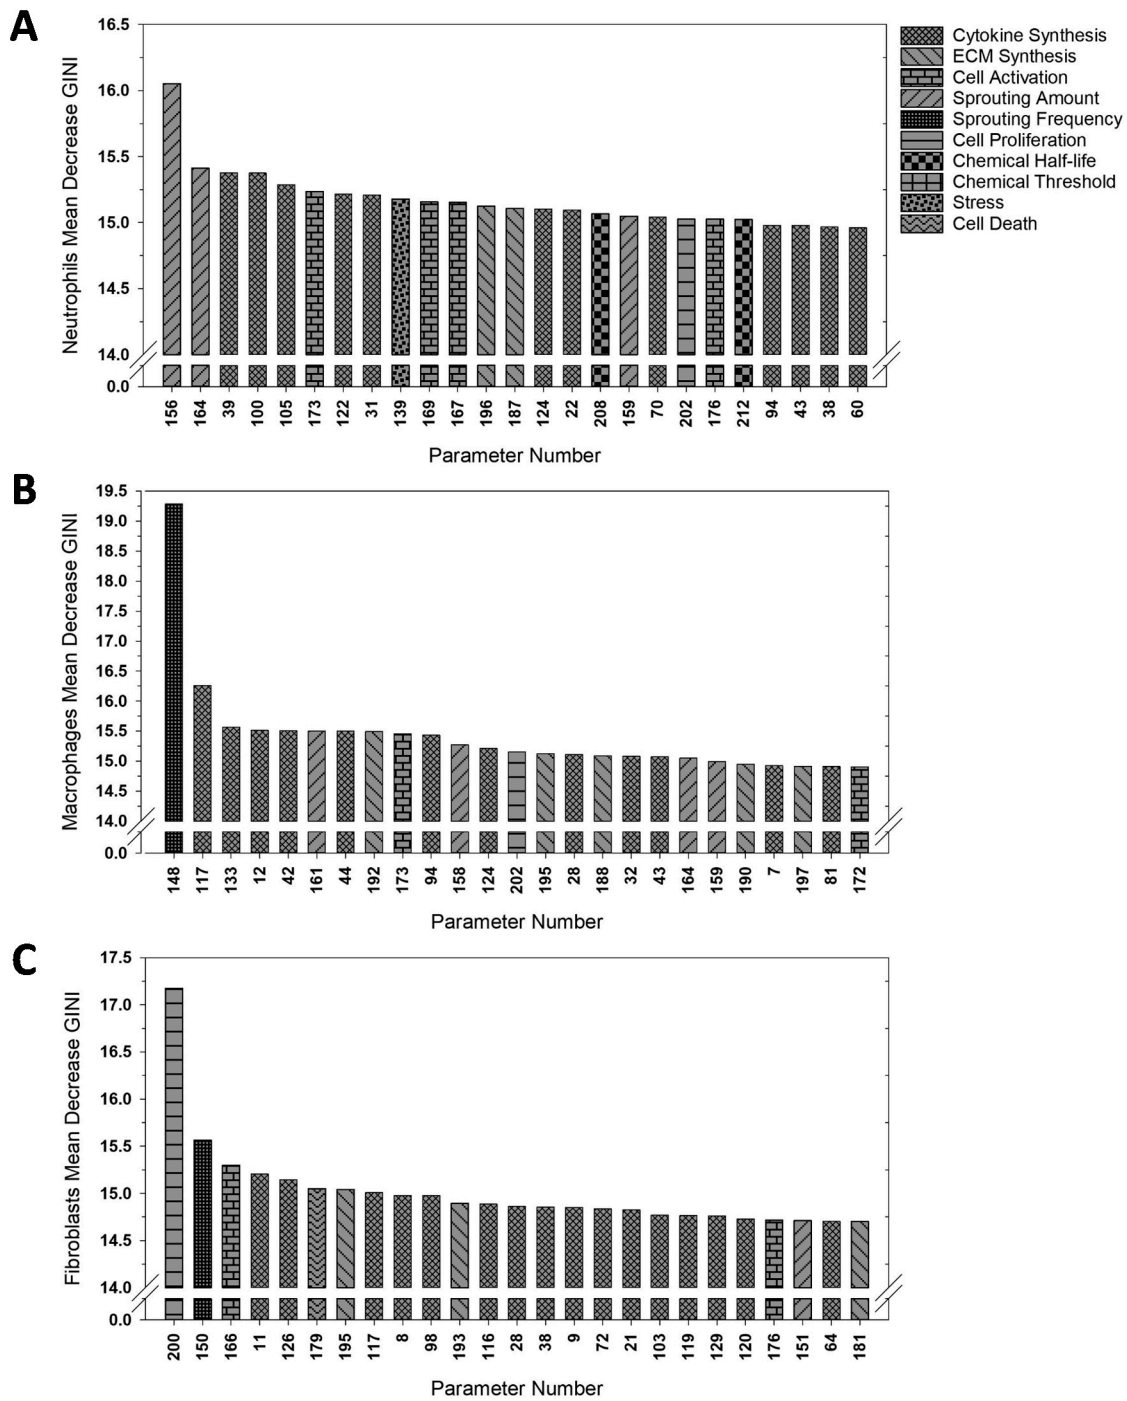 A
Neutrophils Mean Decrease GINI
16.5
16.0
15.5
15.0
14.5
14.0
0.0
156 164 39 100 105 173 122 31 139 169 167 196 187 124 22 208 159 70 202 176 212 94 43 38 60
Parameter Number
Cytokine Synthesis
ECM Synthesis
Cell Activation
Sprouting Amount
Sprouting Frequency
Cell Proliferation
Chemical Half-life
Chemical Threshold
Stress
Cell Death
B
Macrophages Mean Decrease GINI
19.5
19.0
18.5
18.0
17.5
17.0
16.5
16.0
15.5
15.0
14.5
14.0
0.0
148 117 133 12 42 161 44 192 173 94 158 124 202 195 28 188 32 43 164 159 190 7 197 81 172
Parameter Number
C
Fibroblasts Mean Decrease GINI
17.5
17.0
16.5
16.0
15.5
15.0
14.5
14.0
0.0
200 150 166 11 126 179 195 117 8 98 193 116 28 38 9 72 21 103 119 129 120 176 151 64 181
Parameter Number